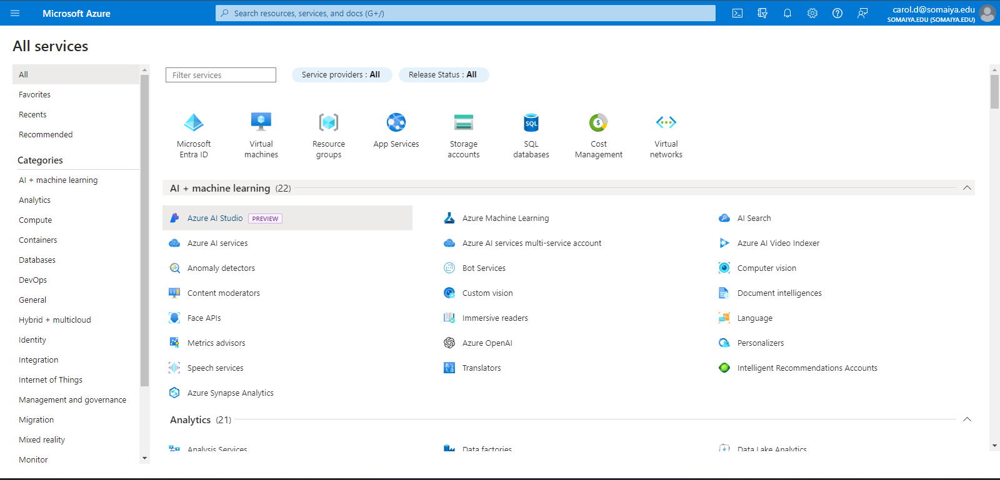 Microsoft Azure
Search resources, services, and docs (G+/)
carol.d@somaiya.edu
SOMAIYA.EDU (SOMAIYA.EDU)
All services
All
Favorites
Recents
Recommended
Categories
AI + machine learning
Analytics
Compute
Containers
Databases
DevOps
General
Hybrid + multicloud
Identity
Integration
Internet of Things
Management and governance
Migration
Mixed reality
Monitor
Filter services
Service providers : All
Release Status : All
Microsoft
Entra ID
Virtual
machines
Resource
groups
App Services
Storage
accounts
SQL
SQL
databases
$
Cost
Management
Virtual
networks
AI + machine learning (22)
Azure AI Studio PREVIEW
Azure Machine Learning
AI Search
Azure AI services
Azure AI services multi-service account
Azure AI Video Indexer
Anomaly detectors
Bot Services
Computer vision
Content moderators
Custom vision
Document intelligences
Face APIs
Immersive readers
Language
Metrics advisors
Azure OpenAI
Personalizers
Speech services
Translators
Intelligent Recommendations Accounts
Azure Synapse Analytics
Analytics (21)
Analysis Services
Data factories
Data Lake Analytics